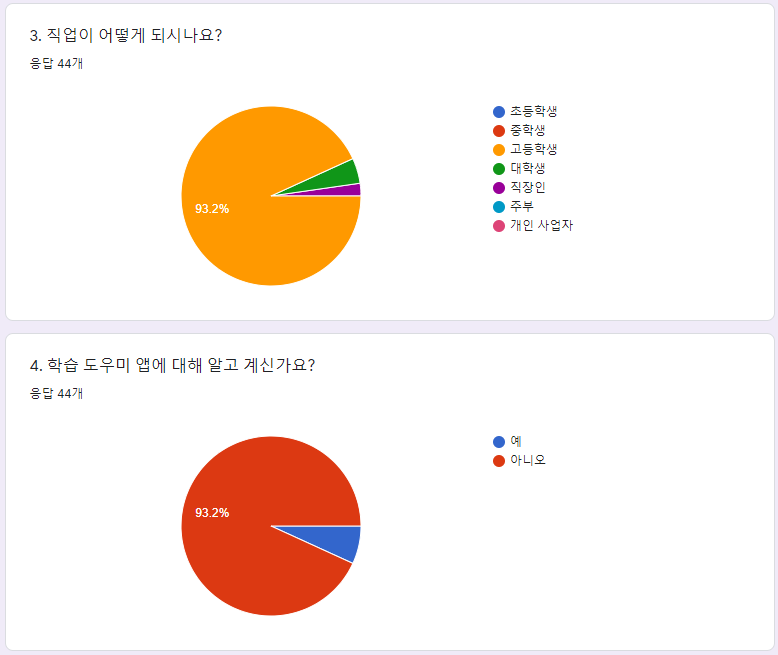 3. 직업이 어떻게 되시나요?
응답 44개
93.2%
초등학생
중학생
고등학생
대학생
직장인
주부
개인 사업자
4. 학습 도우미 앱에 대해 알고 계신가요?
응답 44개
93.2%
예
아니오